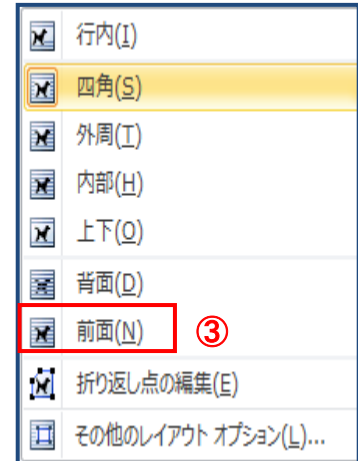 行内(I)
四角(S)
外周(T)
内部(H)
上下(O)
背面(D)
前面(N) ③
折り返し点の編集(E)
その他のレイアウト オプション(L)...